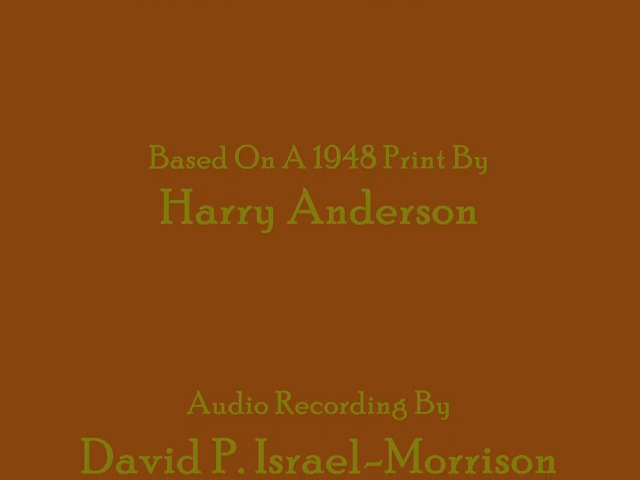 Based On A 1948 Print By
Harry Anderson
Audio Recording By
David P. Israel-Morrison